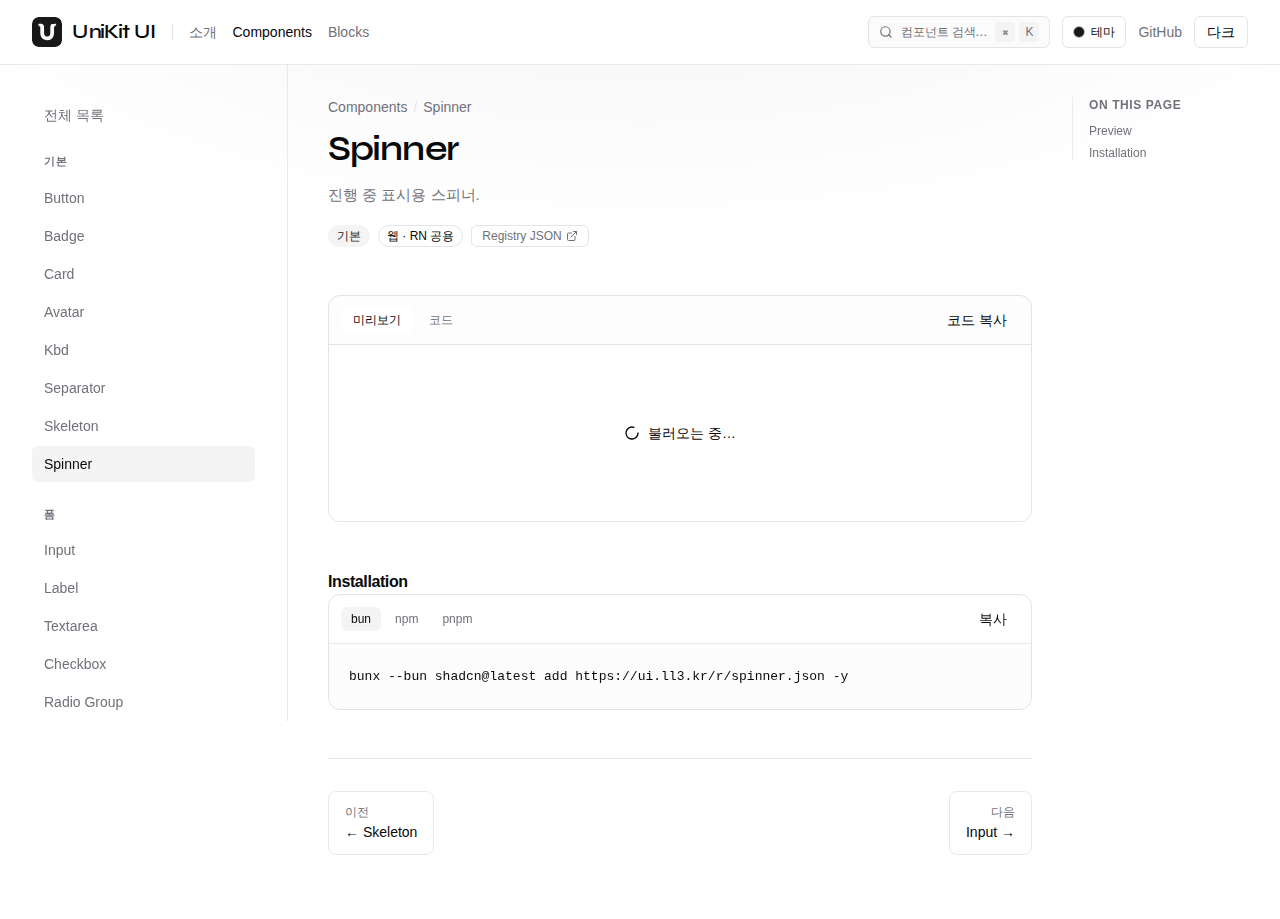 UniKit UI
소개
Components
Blocks
컴포넌트 검색…
⌘
K
테마
GitHub
다크
전체 목록
기본
Button
Badge
Card
Avatar
Kbd
Separator
Skeleton
Spinner
폼
Input
Label
Textarea
Checkbox
Radio Group
Components / Spinner
Spinner
진행 중 표시용 스피너.
기본
웹 · RN 공용
Registry JSON
미리보기
코드
코드 복사
불러오는 중…
Installation
bun
npm
pnpm
복사
bunx --bun shadcn@latest add https://ui.ll3.kr/r/spinner.json -y
이전
← Skeleton
다음
Input →
ON THIS PAGE
Preview
Installation